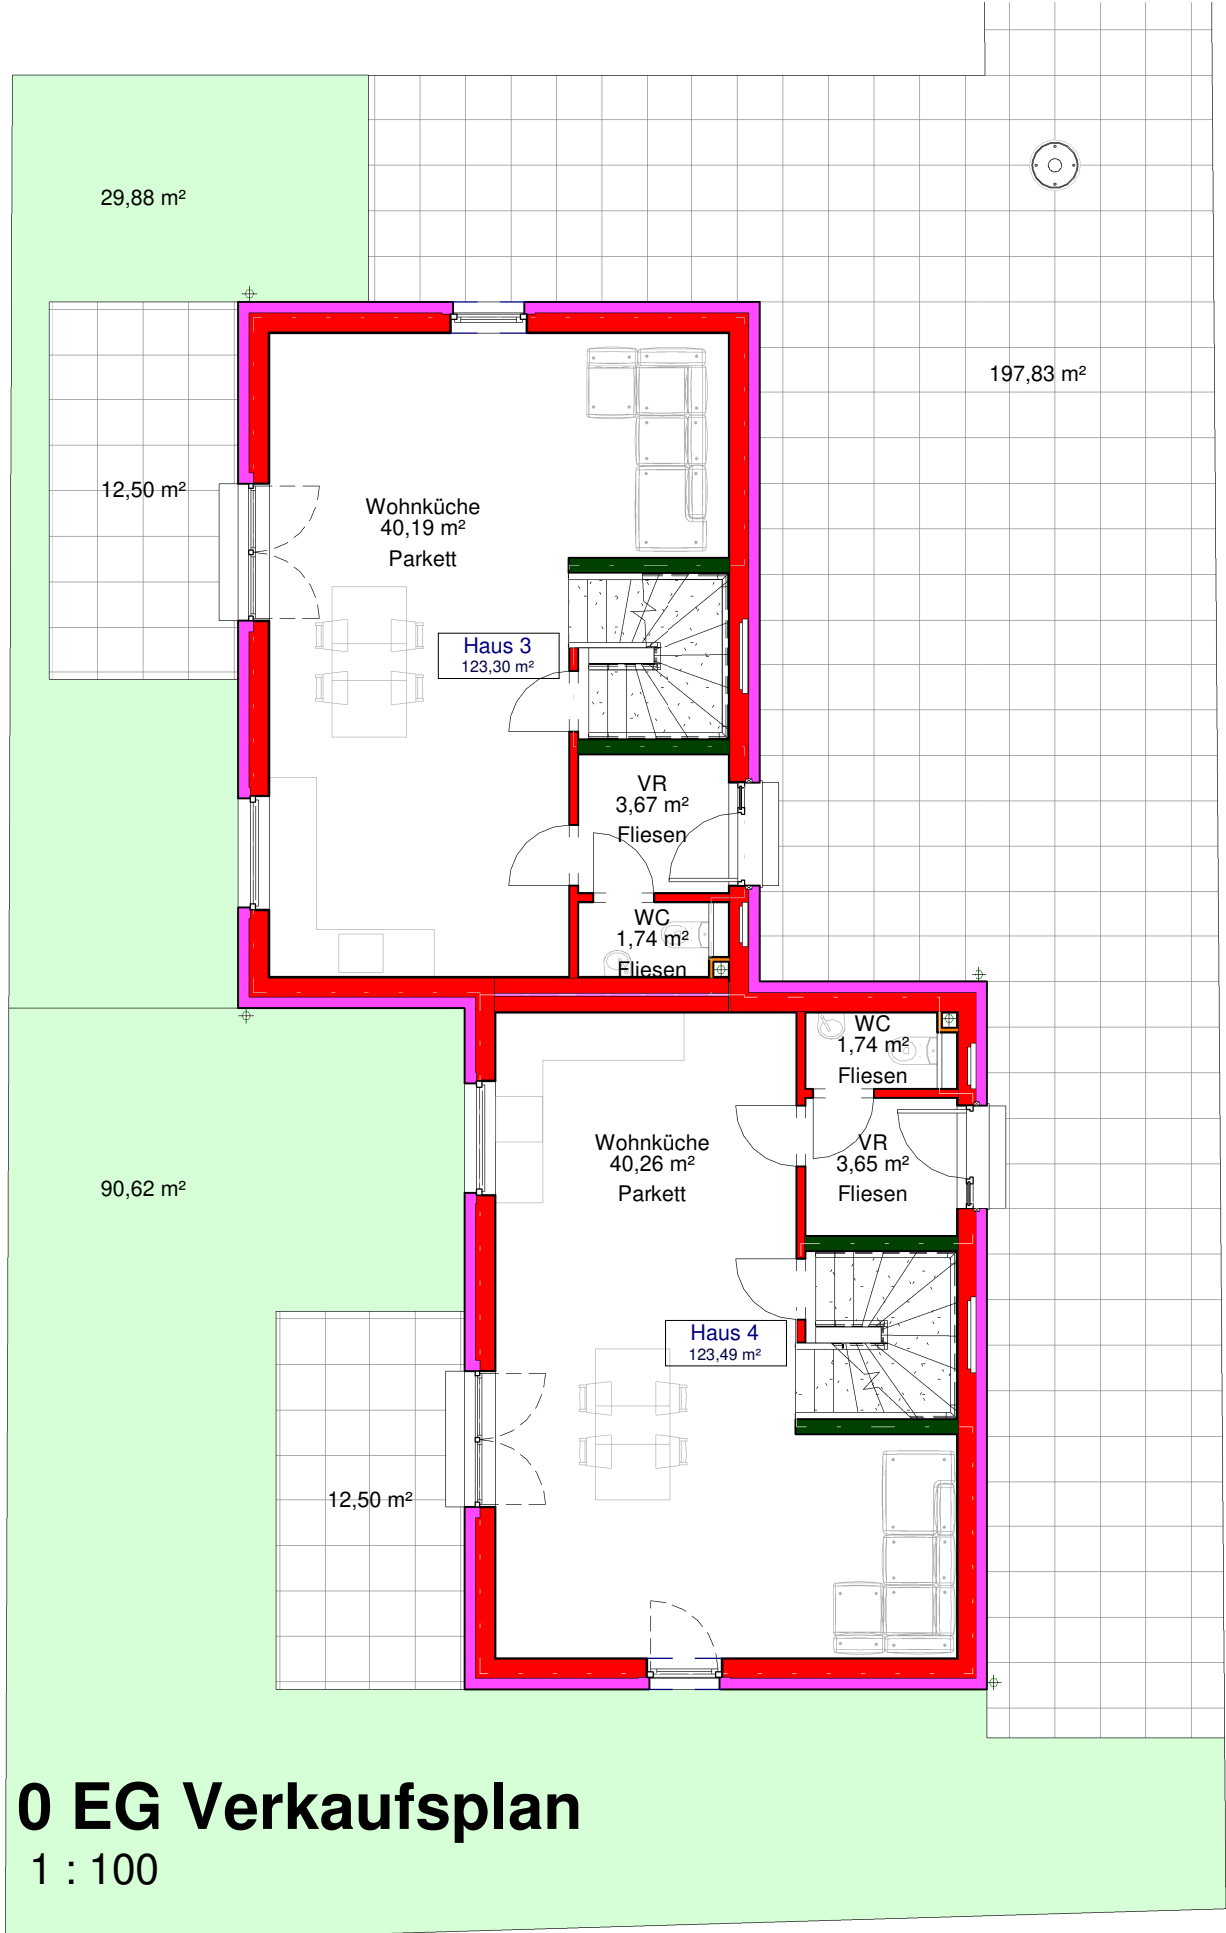 29,88 m²
197,83 m²
12,50 m²
Wohnküche
40,19 m²
Parkett
Haus 3
123,30 m²
VR
3,67 m²
Fliesen
WC
1,74 m²
Fliesen
WC
1,74 m²
Fliesen
Wohnküche
40,26 m²
Parkett
VR
3,65 m²
Fliesen
90,62 m²
Haus 4
123,49 m²
12,50 m²
0 EG Verkaufsplan
1 : 100